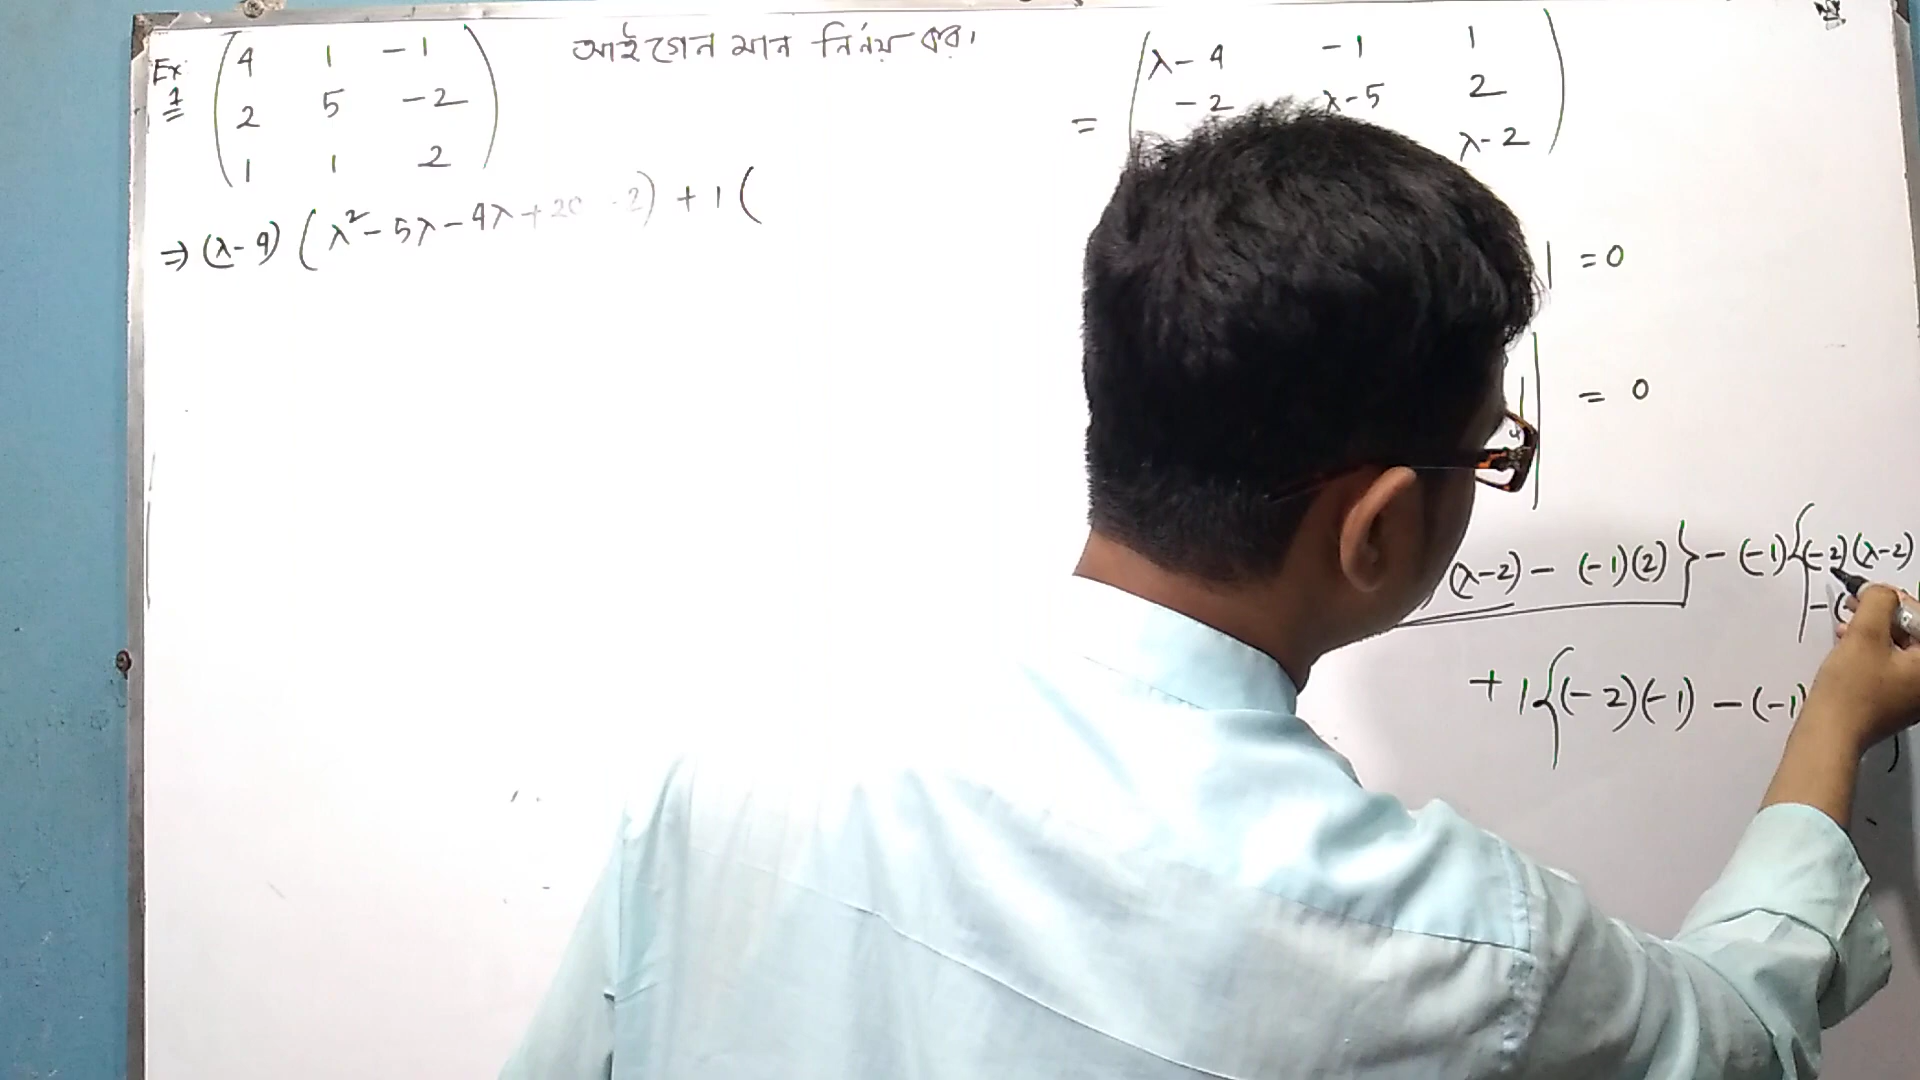 Ex: 1
( 4 1 -1
2 5 -2
1 1 2 )
আইগেন মান নির্নয় কর।
⇒ (λ-4) (λ²-5λ-4λ+20 -2) + 1 (
= ( λ-4 -1 1
-2 λ-5 2
λ-2 )
| = 0
1 | = 0
(λ-2) - (-1)(2)} - (-1){(-2)(λ-2)
-(
+ 1{(-2)(-1) - (-1)